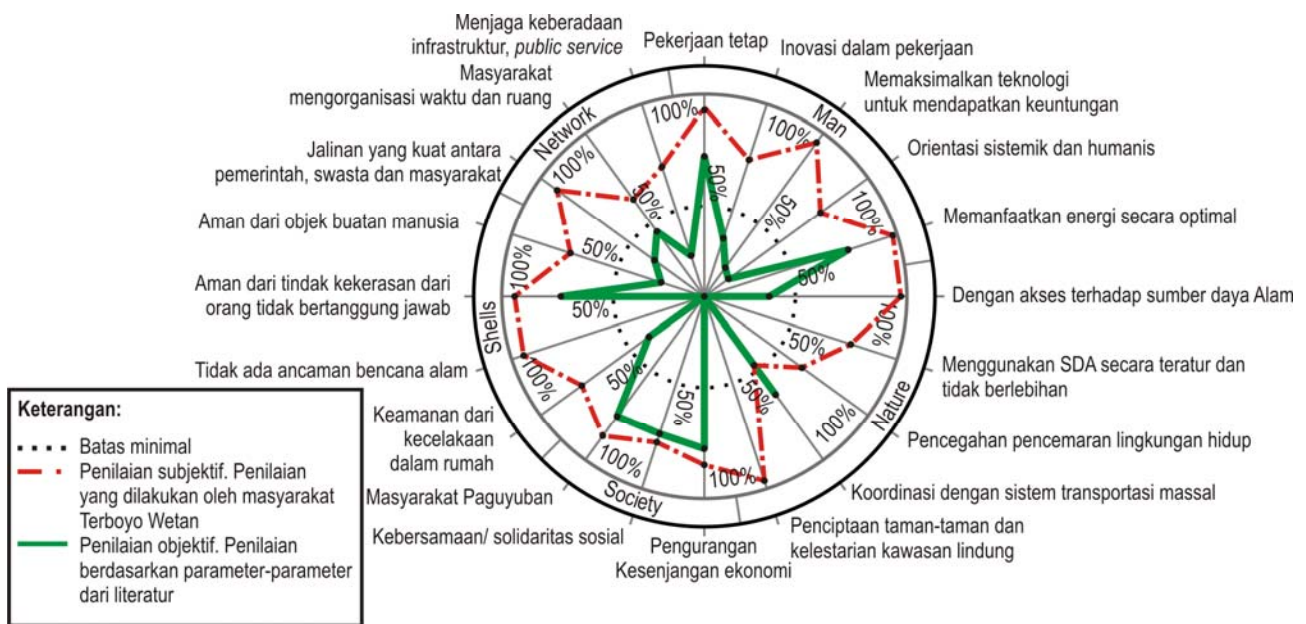 Menjaga keberadaan
infrastruktur, public service
Pekerjaan tetap
Inovasi dalam pekerjaan
Masyarakat
mengorganisasi waktu dan ruang
Memaksimalkan teknologi
untuk mendapatkan keuntungan
Jalinan yang kuat antara
pemerintah, swasta dan masyarakat
Orientasi sistemik dan humanis
Aman dari objek buatan manusia
Memanfaatkan energi secara optimal
Aman dari tindak kekerasan dari
orang tidak bertanggung jawab
Dengan akses terhadap sumber daya Alam
Tidak ada ancaman bencana alam
Menggunakan SDA secara teratur dan
tidak berlebihan
Keamanan dari
kecelakaan
dalam rumah
Pencegahan pencemaran lingkungan hidup
Masyarakat Paguyuban
Koordinasi dengan sistem transportasi massal
Kebersamaan/ solidaritas sosial
Pengurangan
Kesenjangan ekonomi
Penciptaan taman-taman dan
kelestarian kawasan lindung
Network
Man
Nature
Society
Shells
100%
50%
100%
50%
100%
50%
100%
50%
100%
50%
100%
50%
100%
50%
100%
50%
100%
50%
100%
50%
Keterangan:
Batas minimal
Penilaian subjektif. Penilaian
yang dilakukan oleh masyarakat
Terboyo Wetan
Penilaian objektif. Penilaian
berdasarkan parameter-parameter
dari literatur